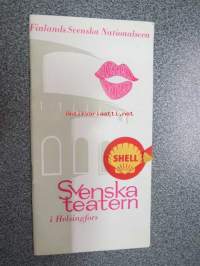 Finlands Svenska Nationalscen
SHELL
Svenska
teatern
i Helsingfors